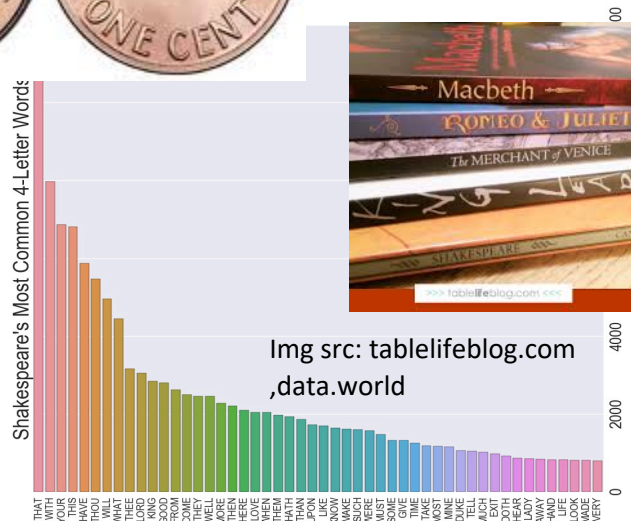 ONE CENT
Shakespeare's Most Common 4-Letter Words
Macbeth
Macbeth
ROMEO & JULIET
The MERCHANT of VENICE
KING LEA
SHAKESPEARE
>>> tablelifeblog.com <<<
Img src: tablelifeblog.com
,data.world
00
4000
2000
0
THAT
WITH
YOUR
THIS
HAVE
THOU
WILL
WHAT
THEE
LORD
KING
GOOD
FROM
COME
THEY
WELL
MORE
THEN
HERE
LOVE
WHEN
THEM
HATH
THAN
UPON
LIKE
KNOW
MAKE
SUCH
WERE
MUST
SOME
GIVE
TIME
TAKE
MOST
MINE
DUKE
TELL
MUCH
EXIT
DOTH
HEAR
LADY
AWAY
HAND
LIFE
LOOK
MADE
VERY